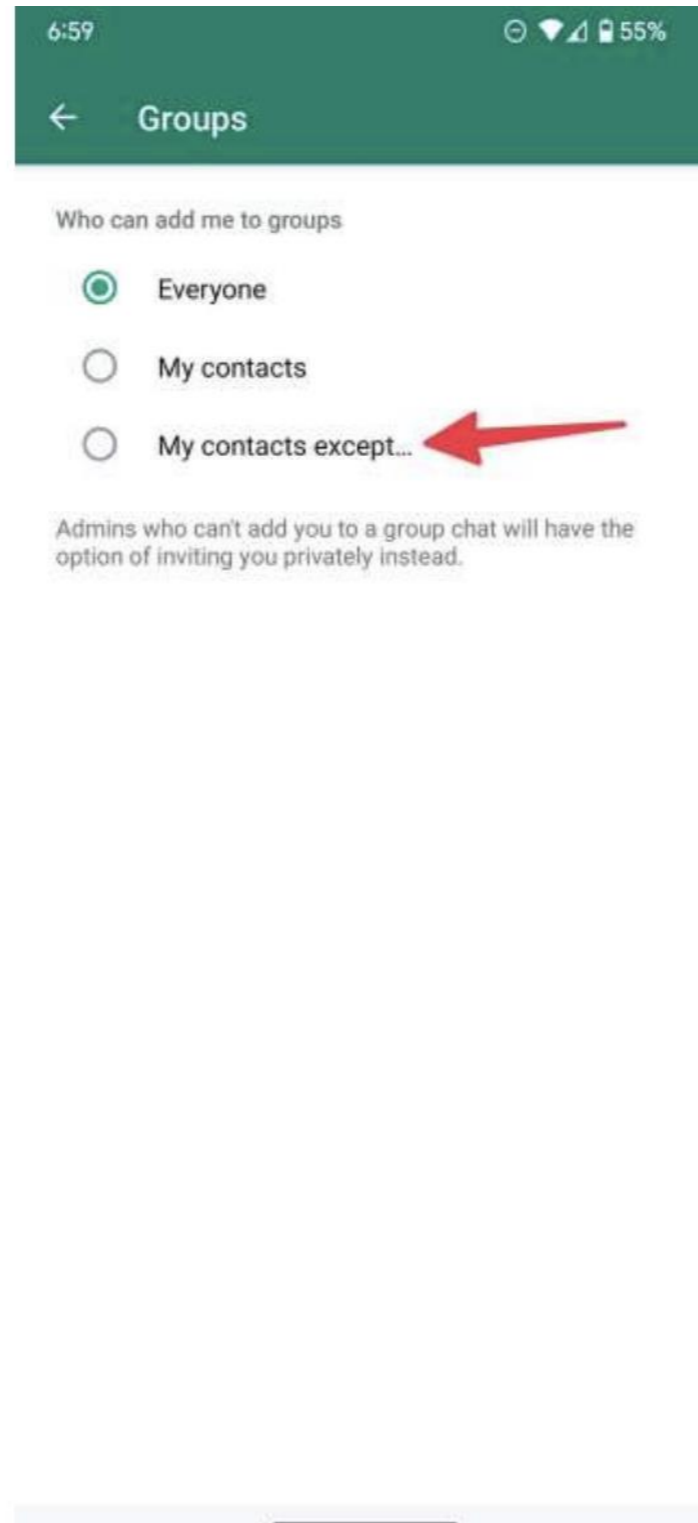 6:59 55%
Groups
Who can add me to groups
Everyone
My contacts
My contacts except...
Admins who can't add you to a group chat will have the
option of inviting you privately instead.